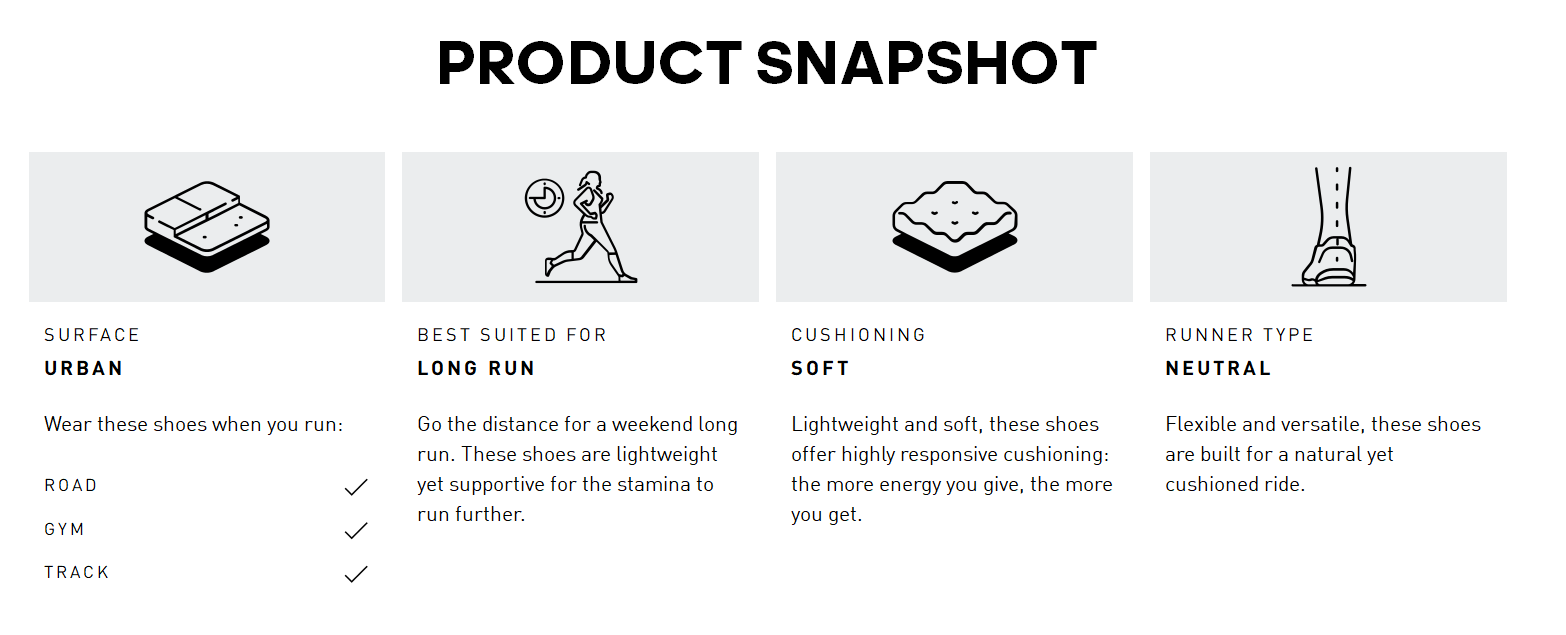 PRODUCT SNAPSHOT
SURFACE
URBAN
Wear these shoes when you run:
ROAD
GYM
TRACK
BEST SUITED FOR
LONG RUN
Go the distance for a weekend long
run. These shoes are lightweight
yet supportive for the stamina to
run further.
CUSHIONING
SOFT
Lightweight and soft, these shoes
offer highly responsive cushioning:
the more energy you give, the more
you get.
RUNNER TYPE
NEUTRAL
Flexible and versatile, these shoes
are built for a natural yet
cushioned ride.